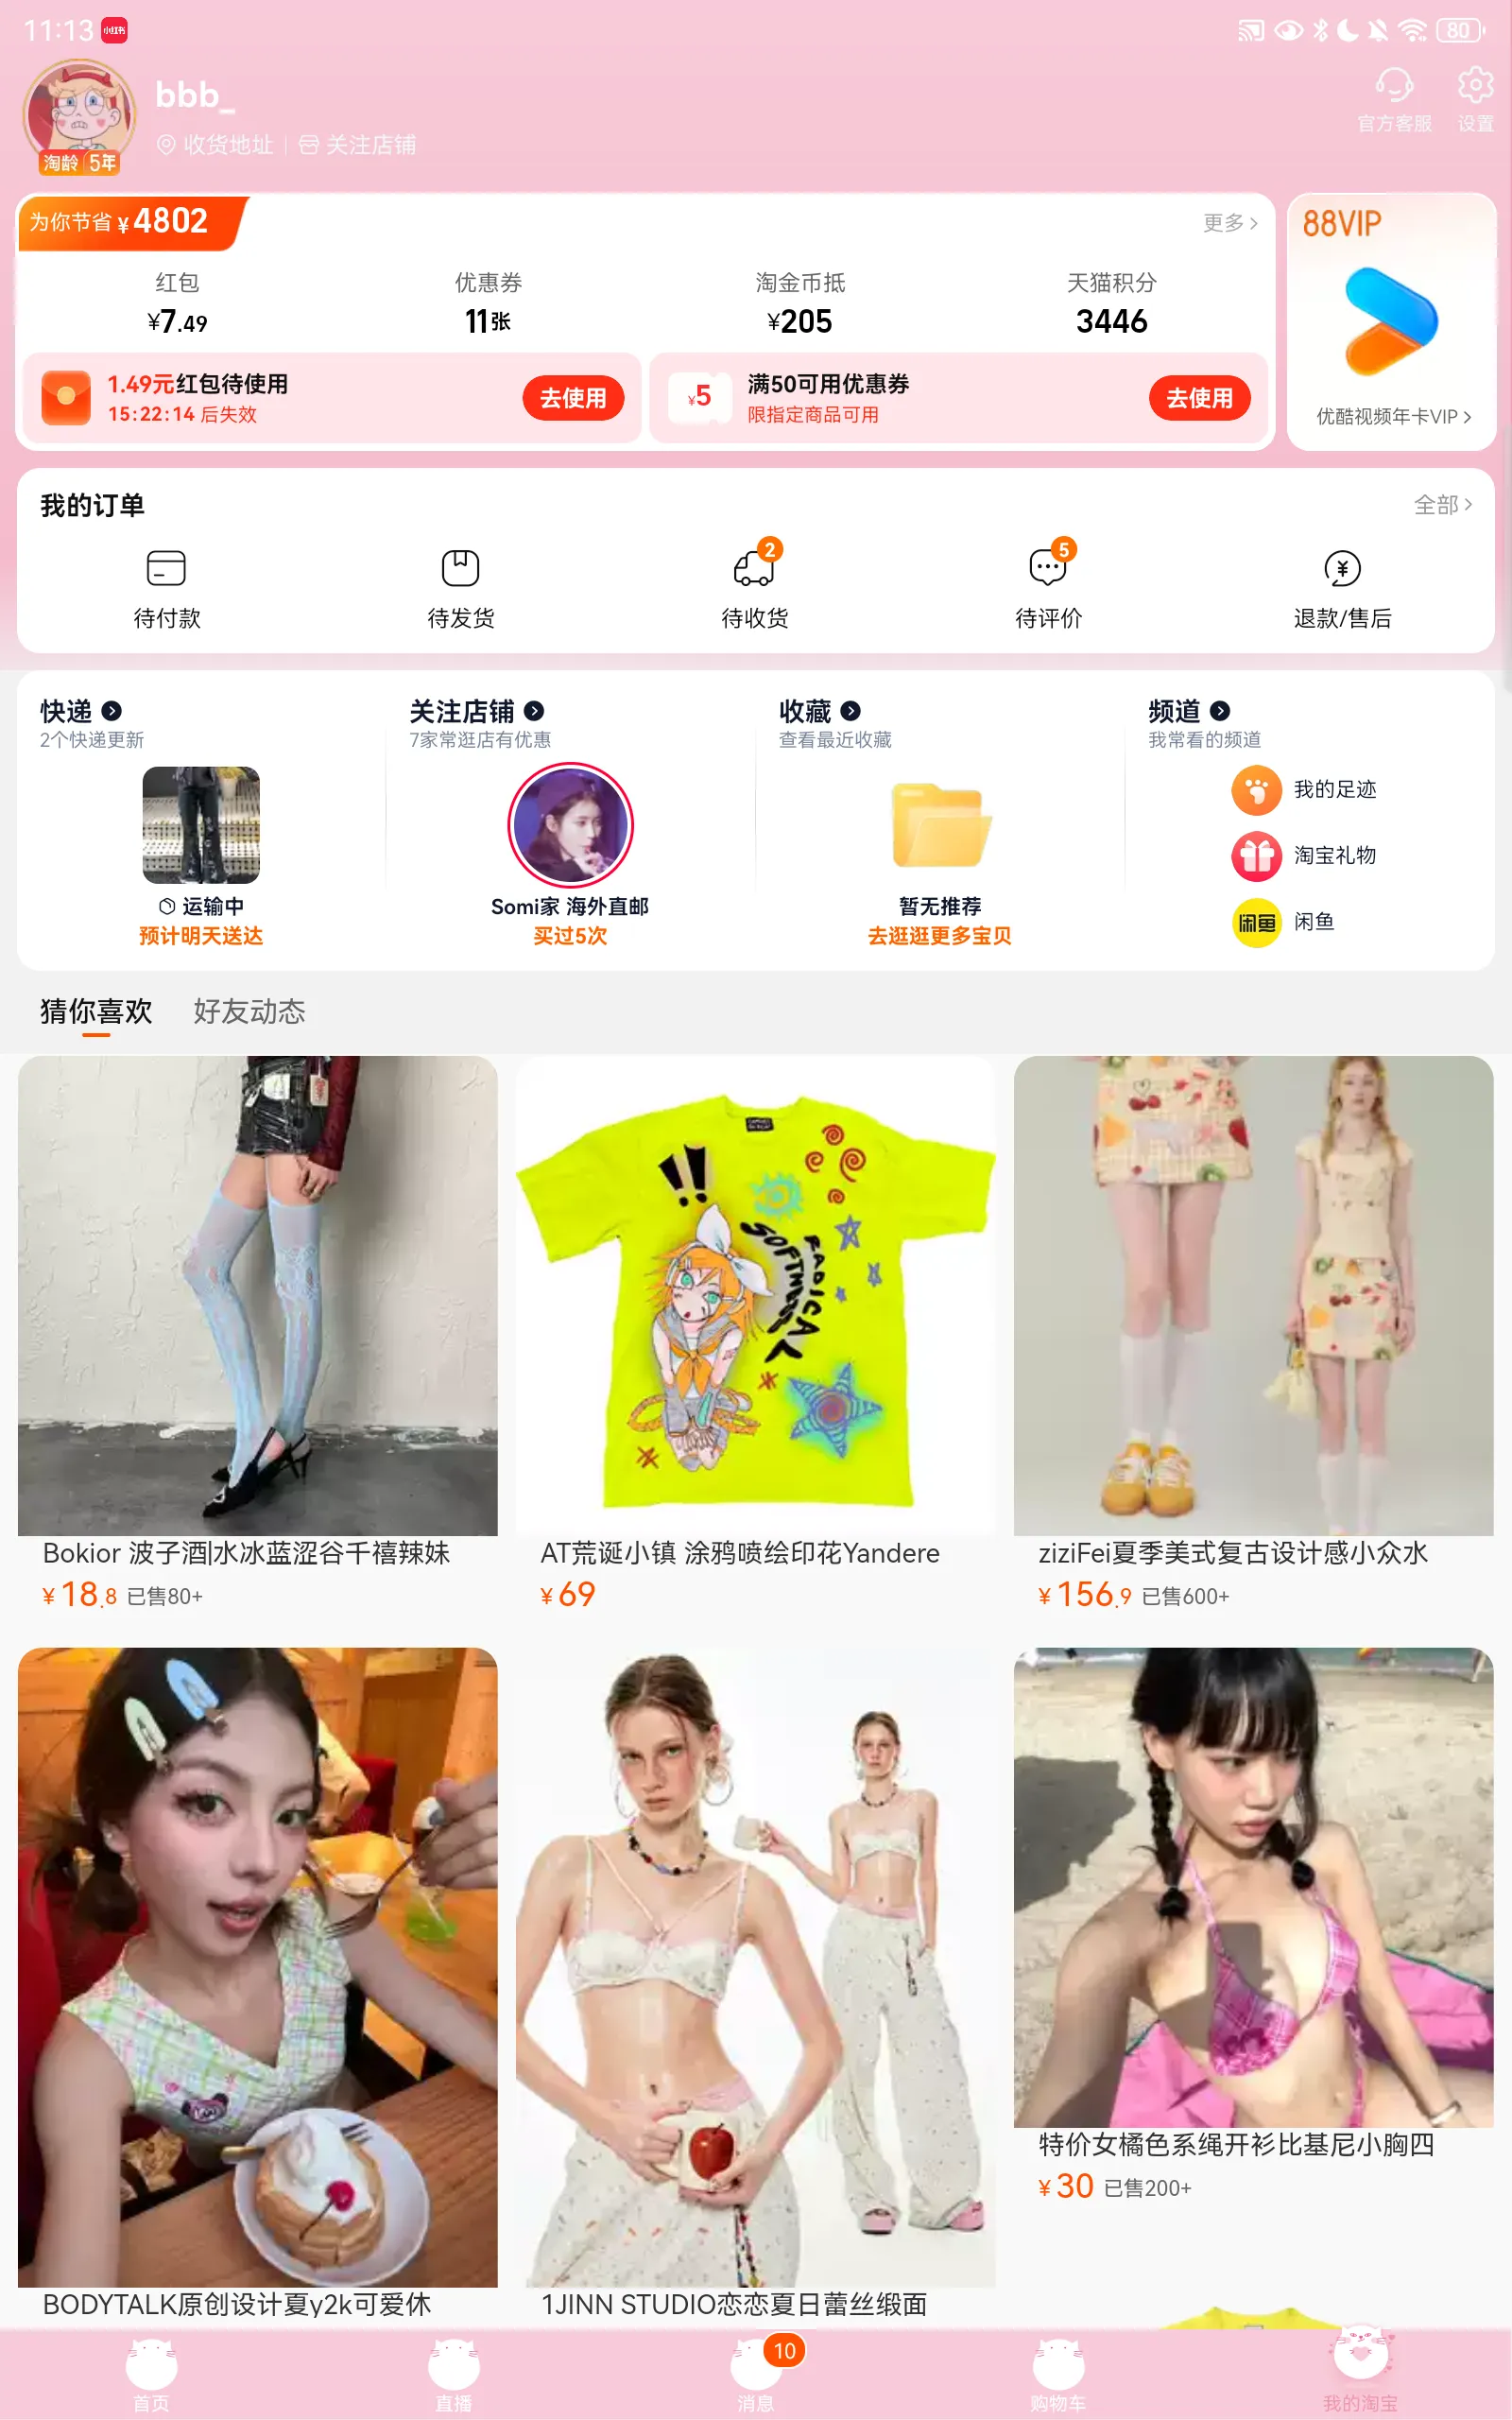 11:13 小红书 80
bbb_
收货地址 | 关注店铺
官方客服 设置
淘龄 5年
为你节省 ¥4802 更多
红包 优惠券 淘金币抵 天猫积分
¥7.49 11张 ¥205 3446
1.49元红包待使用
15:22:14 后失效
去使用
¥5
满50可用优惠券
限指定商品可用
去使用
88VIP
优酷视频年卡VIP
我的订单 全部
2 5
待付款 待发货 待收货 待评价 退款/售后
快递
2个快递更新
运输中
预计明天送达
关注店铺
7家常逛店有优惠
Somi家 海外直邮
买过5次
收藏
查看最近收藏
暂无推荐
去逛逛更多宝贝
频道
我常看的频道
我的足迹
淘宝礼物
闲鱼 闲鱼
猜你喜欢 好友动态
!!
SOFTMOOD
RADICAL
Bokior 波子酒|水冰蓝涩谷千禧辣妹
¥18.8 已售80+
AT荒诞小镇 涂鸦喷绘印花Yandere
¥69
ziziFei夏季美式复古设计感小众水
¥156.9 已售600+
特价女橘色系绳开衫比基尼小胸四
¥30 已售200+
BODYTALK原创设计夏y2k可爱休
1JINN STUDIO恋恋夏日蕾丝缎面
10
首页 直播 消息 购物车 我的淘宝